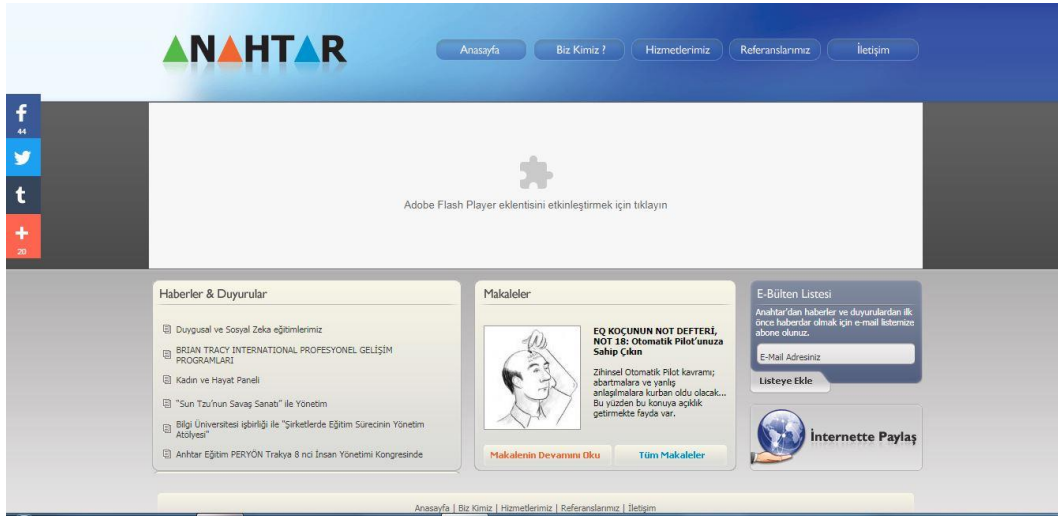 ANAHTAR
Anasayfa
Biz Kimiz ?
Hizmetlerimiz
Referanslarımız
İletişim
f
44
t
+
20
Adobe Flash Player eklentisini etkinleştirmek için tıklayın
Haberler & Duyurular
Duygusal ve Sosyal Zeka eğitimlerimiz
BRIAN TRACY INTERNATIONAL PROFESYONEL GELİŞİM
PROGRAMLARI
Kadın ve Hayat Paneli
"Sun Tzu'nun Savaş Sanatı" ile Yönetim
Bilgi Üniversitesi işbirliği ile "Şirketlerde Eğitim Sürecinin Yönetim
Atölyesi"
Anhtar Eğitim PERYÖN Trakya 8 nci İnsan Yönetimi Kongresinde
Makaleler
EQ KOÇUNUN NOT DEFTERİ,
NOT 18: Otomatik Pilot'unuza
Sahip Çıkın
Zihinsel Otomatik Pilot kavramı;
abartmalara ve yanlış
anlaşılmalara kurban oldu olacak...
Bu yüzden bu konuya açıklık
getirmekte fayda var.
Makalenin Devamını Oku
Tüm Makaleler
E-Bülten Listesi
Anahtar'dan haberler ve duyurulardan ilk
önce haberdar olmak için e-mail listemize
abone olunuz.
E-Mail Adresiniz
Listeye Ekle
İnternette Paylaş
Anasayfa | Biz Kimiz | Hizmetlerimiz | Referanslarımız | İletişim